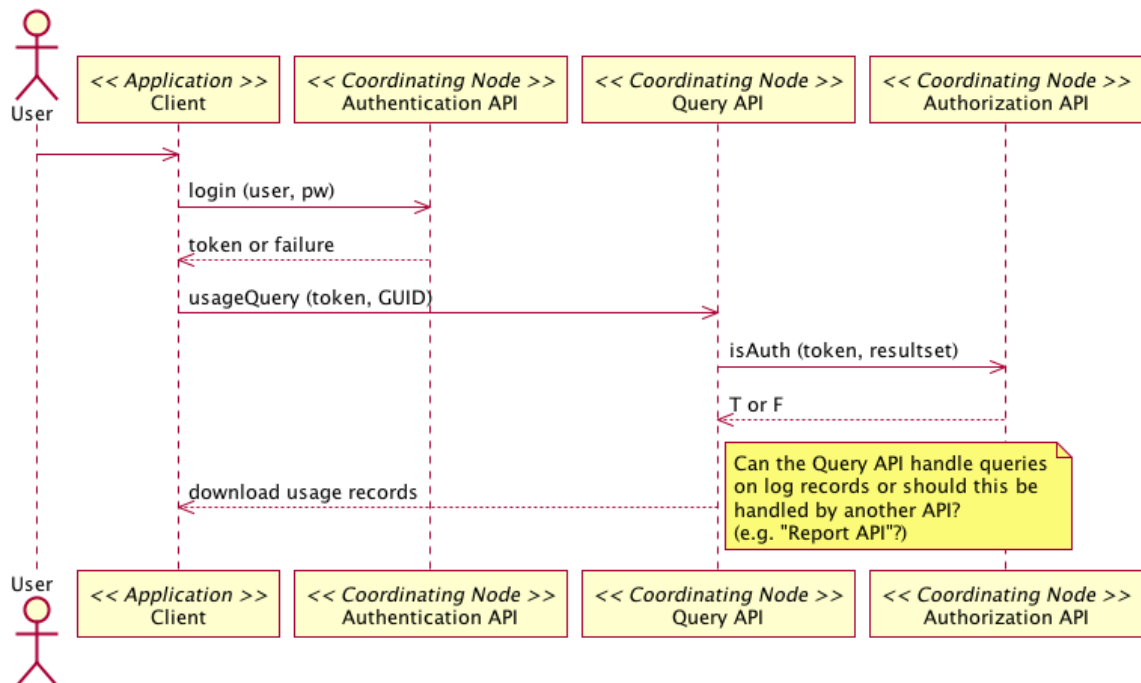 User
<< Application >>
Client
<< Coordinating Node >>
Authentication API
<< Coordinating Node >>
Query API
<< Coordinating Node >>
Authorization API
login (user, pw)
token or failure
usageQuery (token, GUID)
isAuth (token, resultset)
T or F
Can the Query API handle queries
on log records or should this be
handled by another API?
(e.g. "Report API"?)
download usage records
User
<< Application >>
Client
<< Coordinating Node >>
Authentication API
<< Coordinating Node >>
Query API
<< Coordinating Node >>
Authorization API